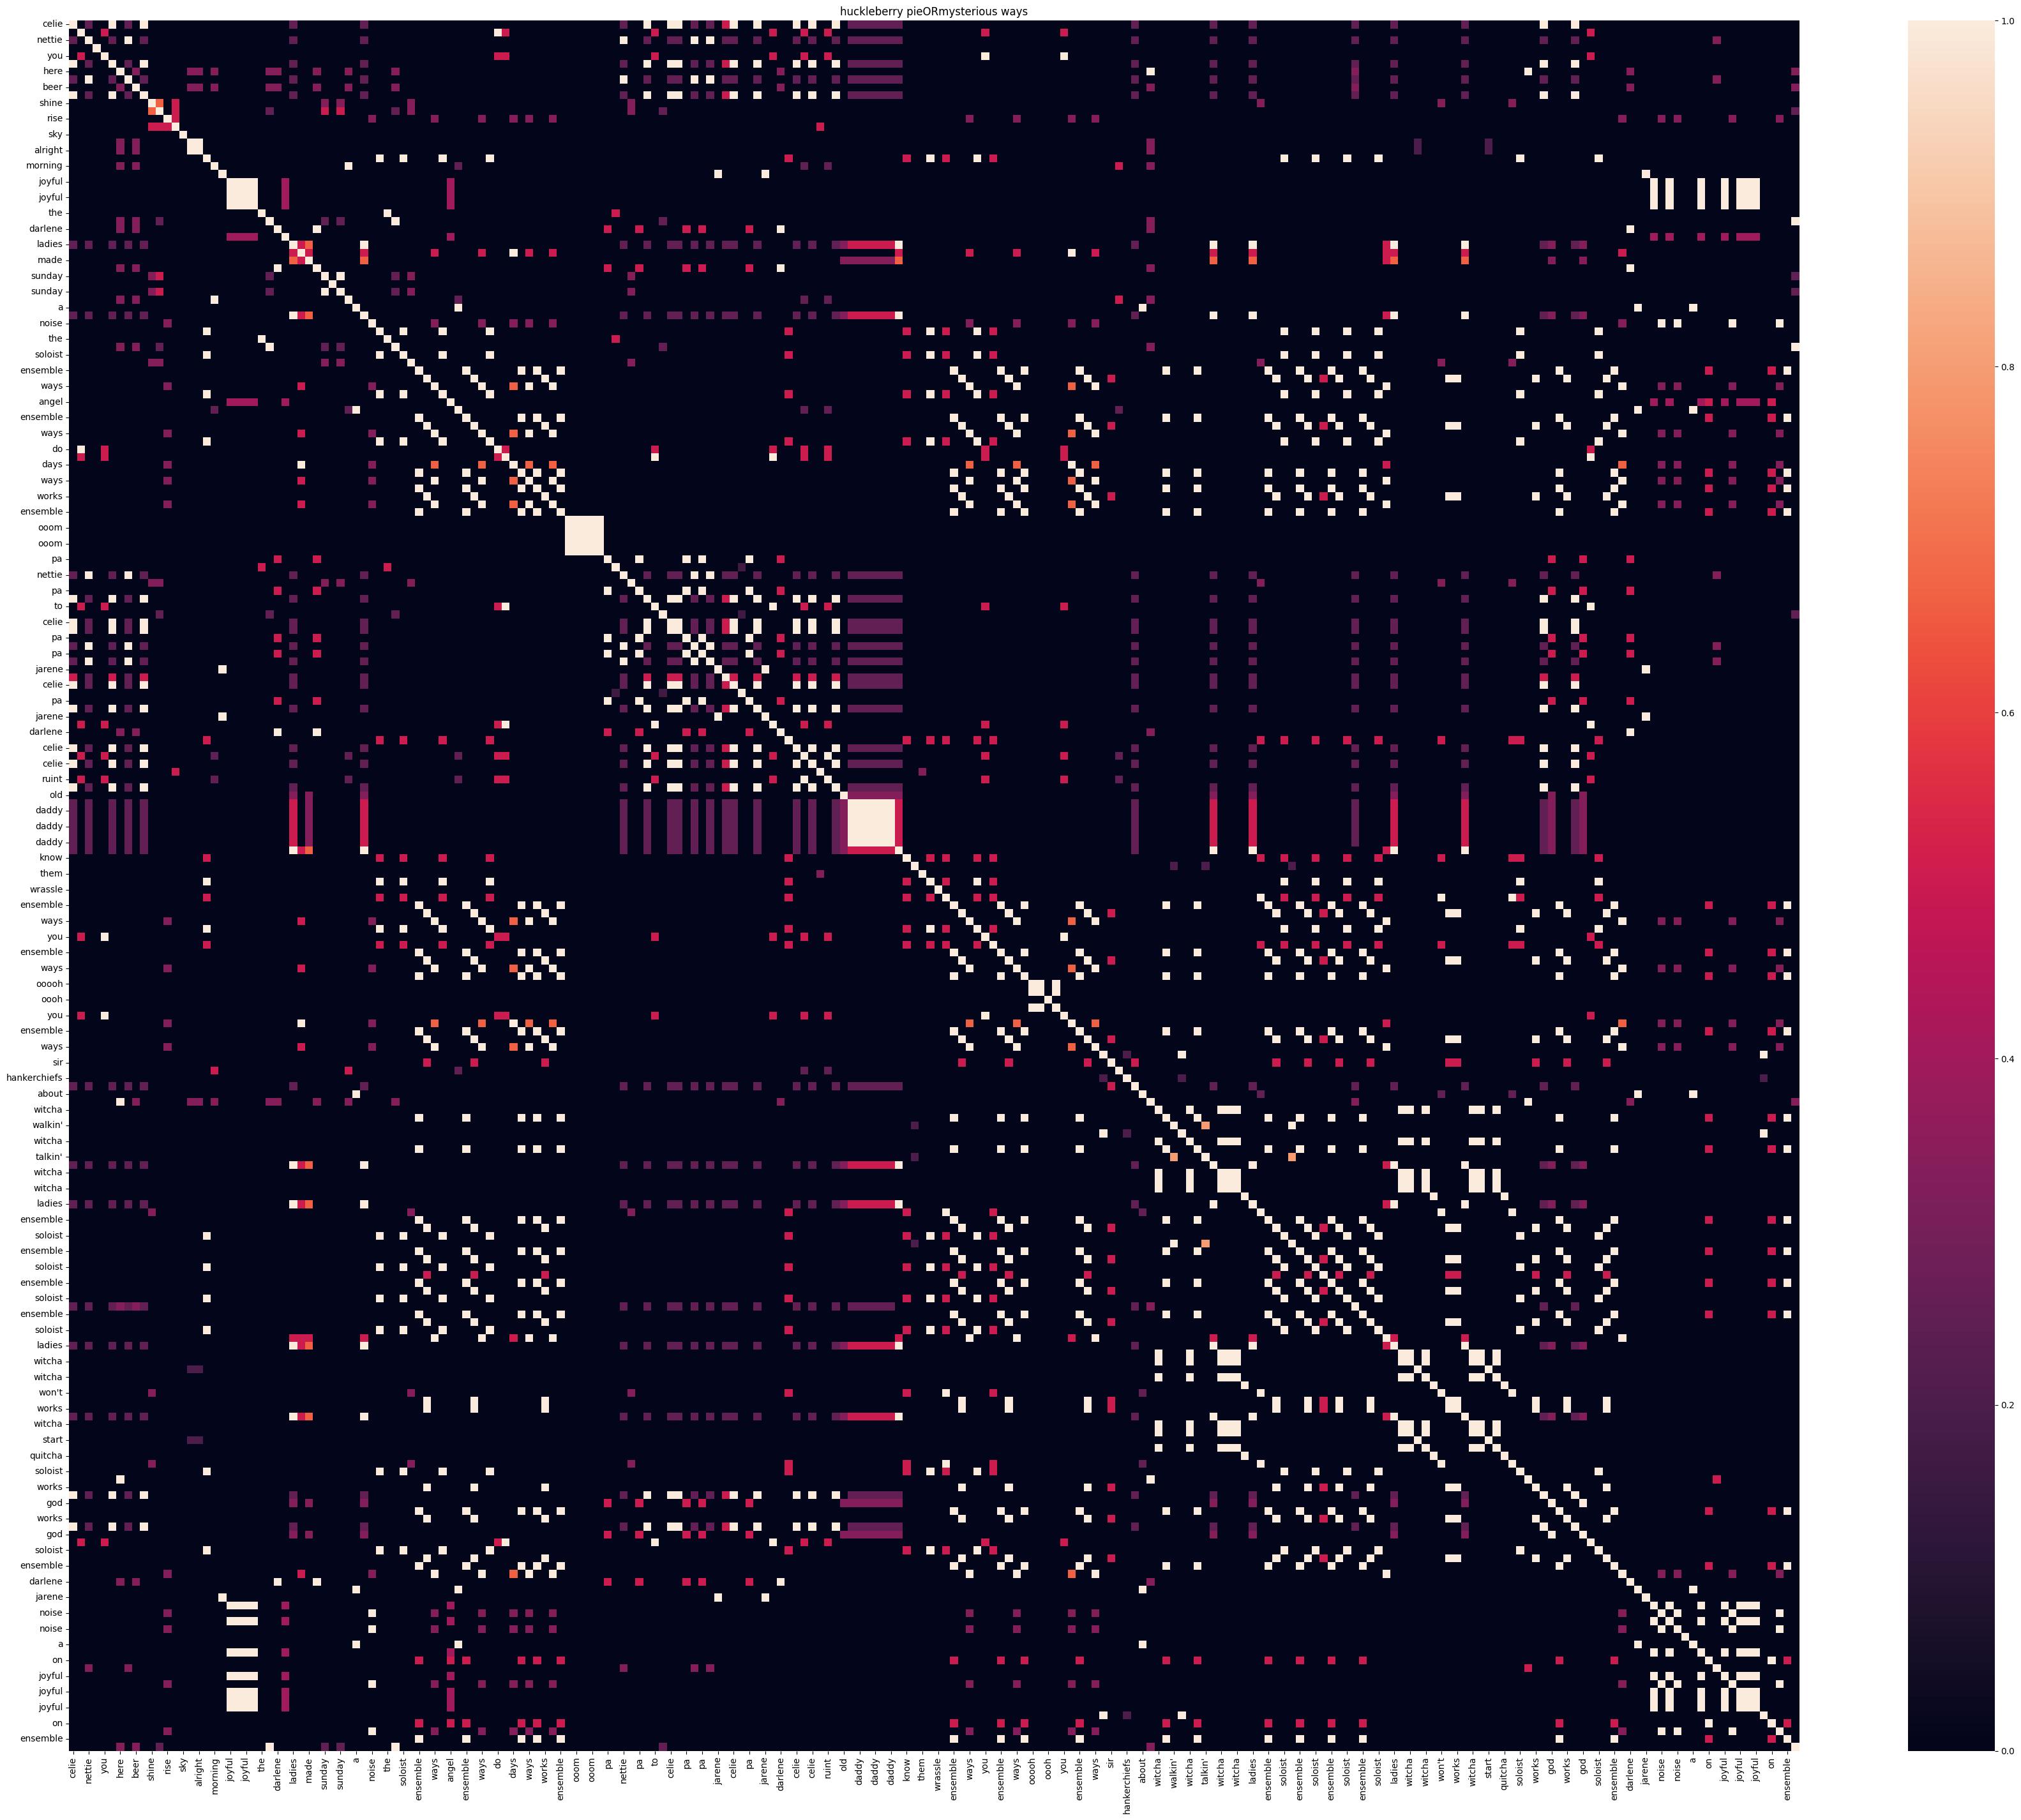 huckleberry pieORmysterious ways
celie
nettie
you
here
beer
shine
rise
sky
alright
morning
joyful
joyful
the
darlene
ladies
made
sunday
sunday
a
noise
the
soloist
ensemble
ways
angel
ensemble
ways
do
days
ways
works
ensemble
ooom
ooom
pa
nettie
pa
to
celie
pa
pa
jarene
celie
pa
jarene
darlene
celie
celie
ruint
old
daddy
daddy
daddy
know
them
wrassle
ensemble
ways
you
ensemble
ways
ooooh
oooh
you
ensemble
ways
sir
hankerchiefs
about
witcha
walkin'
witcha
talkin'
witcha
witcha
ladies
ensemble
soloist
ensemble
soloist
ensemble
soloist
ensemble
soloist
ladies
witcha
witcha
won't
works
witcha
start
quitcha
soloist
works
god
works
god
soloist
ensemble
darlene
jarene
noise
noise
a
on
joyful
joyful
joyful
on
ensemble
celie
nettie
you
here
beer
shine
rise
sky
alright
morning
joyful
joyful
the
darlene
ladies
made
sunday
sunday
a
noise
the
soloist
ensemble
ways
angel
ensemble
ways
do
days
ways
works
ensemble
ooom
ooom
pa
nettie
pa
to
celie
pa
pa
jarene
celie
pa
jarene
darlene
celie
celie
ruint
old
daddy
daddy
daddy
know
them
wrassle
ensemble
ways
you
ensemble
ways
ooooh
oooh
you
ensemble
ways
sir
hankerchiefs
about
witcha
walkin'
witcha
talkin'
witcha
witcha
ladies
ensemble
soloist
ensemble
soloist
ensemble
soloist
ensemble
soloist
ladies
witcha
witcha
won't
works
witcha
start
quitcha
soloist
works
god
works
god
soloist
ensemble
darlene
jarene
noise
noise
a
on
joyful
joyful
joyful
on
ensemble
1.0
0.8
0.6
0.4
0.2
0.0